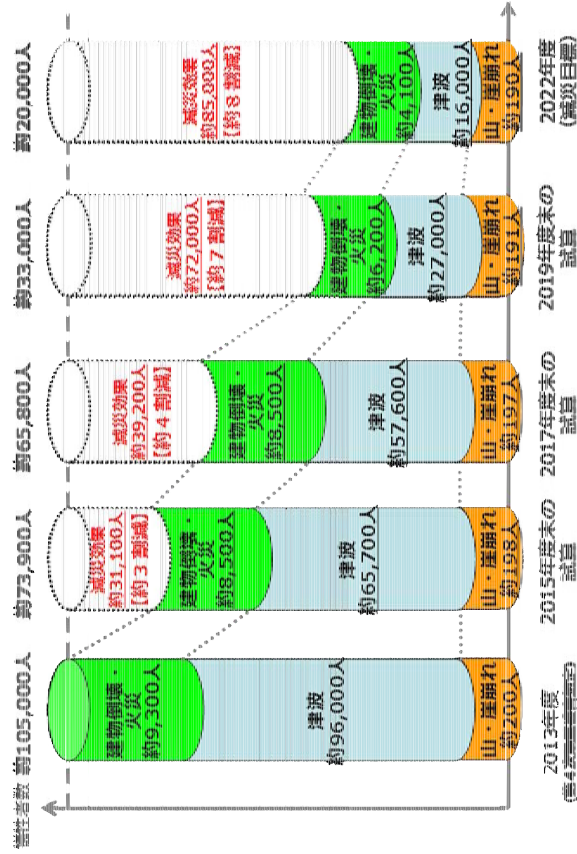 犠牲者数
約105,000人
建物倒壊・
火災
約9,300人
津波
約96,000人
山・崖崩れ
約200人
2013年度
約73,900人
減災効果
約31,100人
【約3割減】
建物倒壊・
火災
約8,500人
津波
約65,700人
山・崖崩れ
約198人
2015年度末の
試算
約65,800人
減災効果
約39,200人
【約4割減】
建物倒壊・
火災
約8,500人
津波
約57,600人
山・崖崩れ
約197人
2017年度末の
試算
約33,000人
減災効果
約72,000人
【約7割減】
建物倒壊・
火災
約6,200人
津波
約27,000人
山・崖崩れ
約191人
2019年度末の
試算
約20,000人
減災効果
約85,000人
【約8割減】
建物倒壊・
火災
約4,100人
津波
約16,000人
山・崖崩れ
約190人
2022年度
(減災目標)